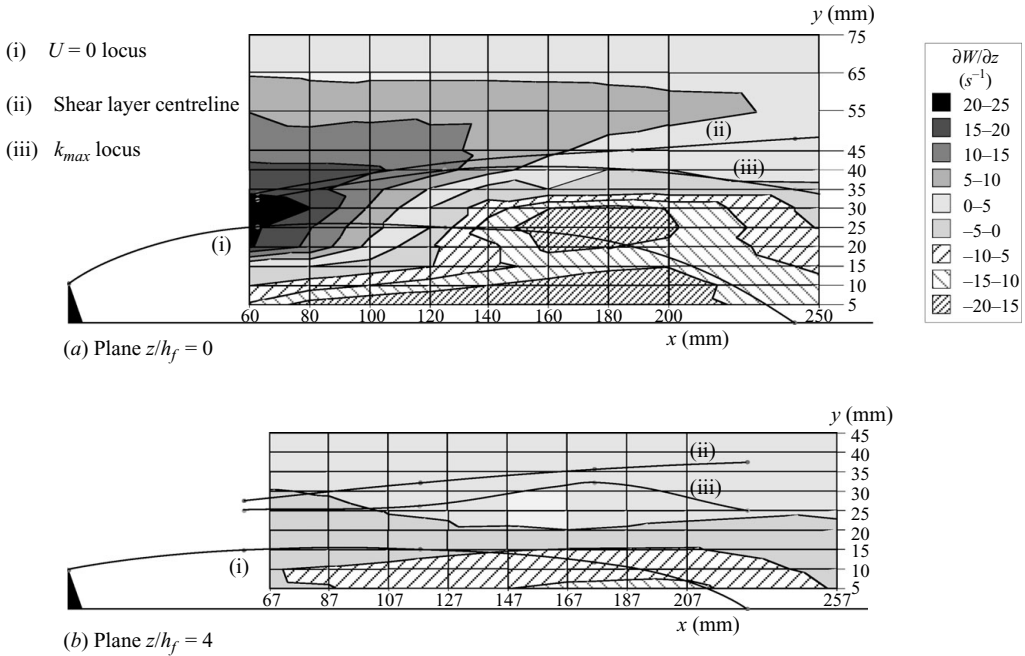 (i) U = 0 locus
(ii) Shear layer centreline
(iii) k_max locus
y (mm)
75
65
55
45
40
35
30
25
20
15
10
5
(ii)
(iii)
(i)
60 80 100 120 140 160 180 200 250
x (mm)
(a) Plane z/h_f = 0
∂W/∂z
(s⁻¹)
20–25
15–20
10–15
5–10
0–5
–5–0
–10–5
–15–10
–20–15
y (mm)
45
40
35
30
25
20
15
10
5
(ii)
(iii)
(i)
67 87 107 127 147 167 187 207 257
x (mm)
(b) Plane z/h_f = 4